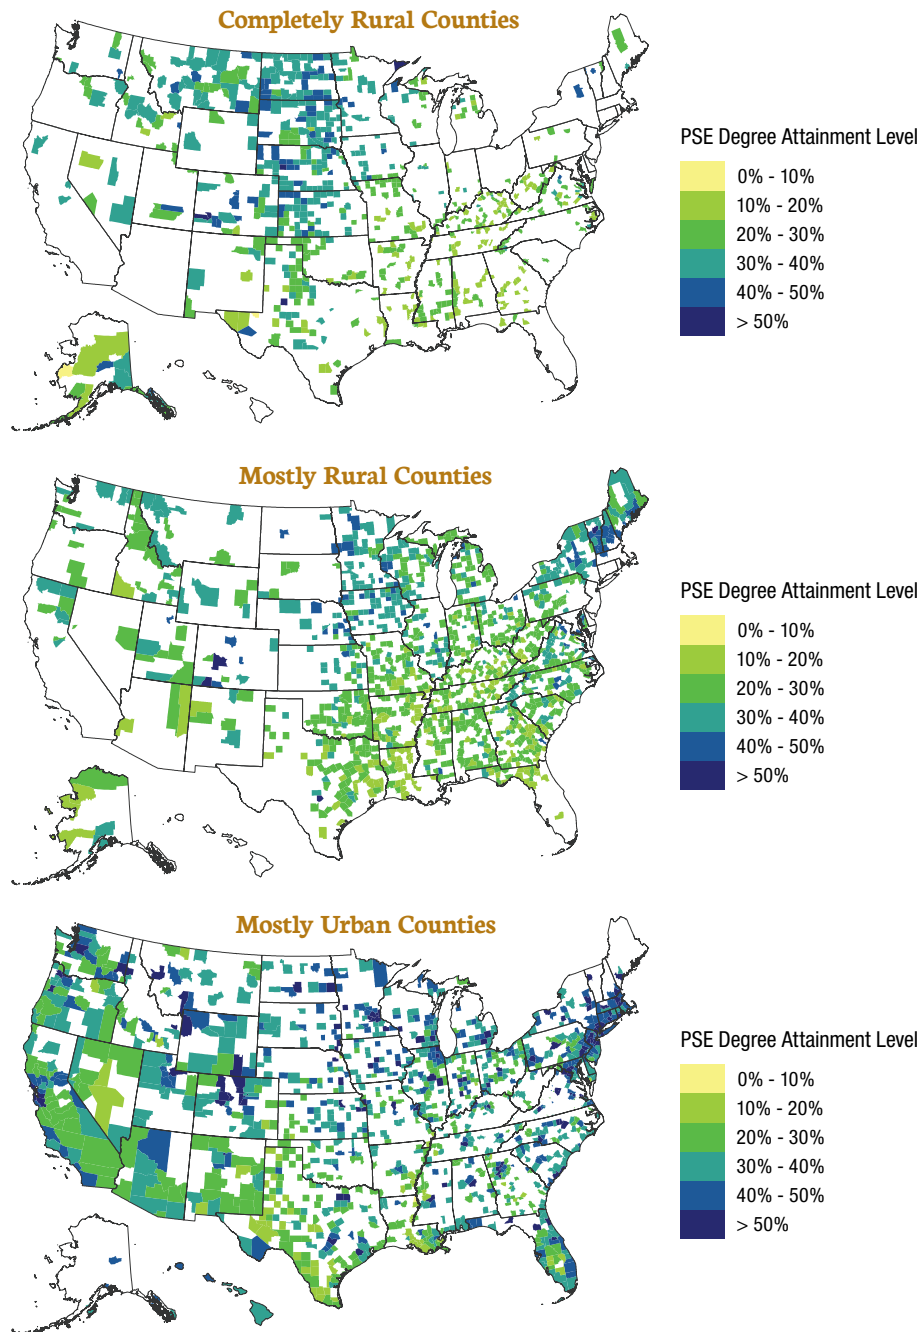 Completely Rural Counties
PSE Degree Attainment Level
0% - 10%
10% - 20%
20% - 30%
30% - 40%
40% - 50%
> 50%
Mostly Rural Counties
PSE Degree Attainment Level
0% - 10%
10% - 20%
20% - 30%
30% - 40%
40% - 50%
> 50%
Mostly Urban Counties
PSE Degree Attainment Level
0% - 10%
10% - 20%
20% - 30%
30% - 40%
40% - 50%
> 50%